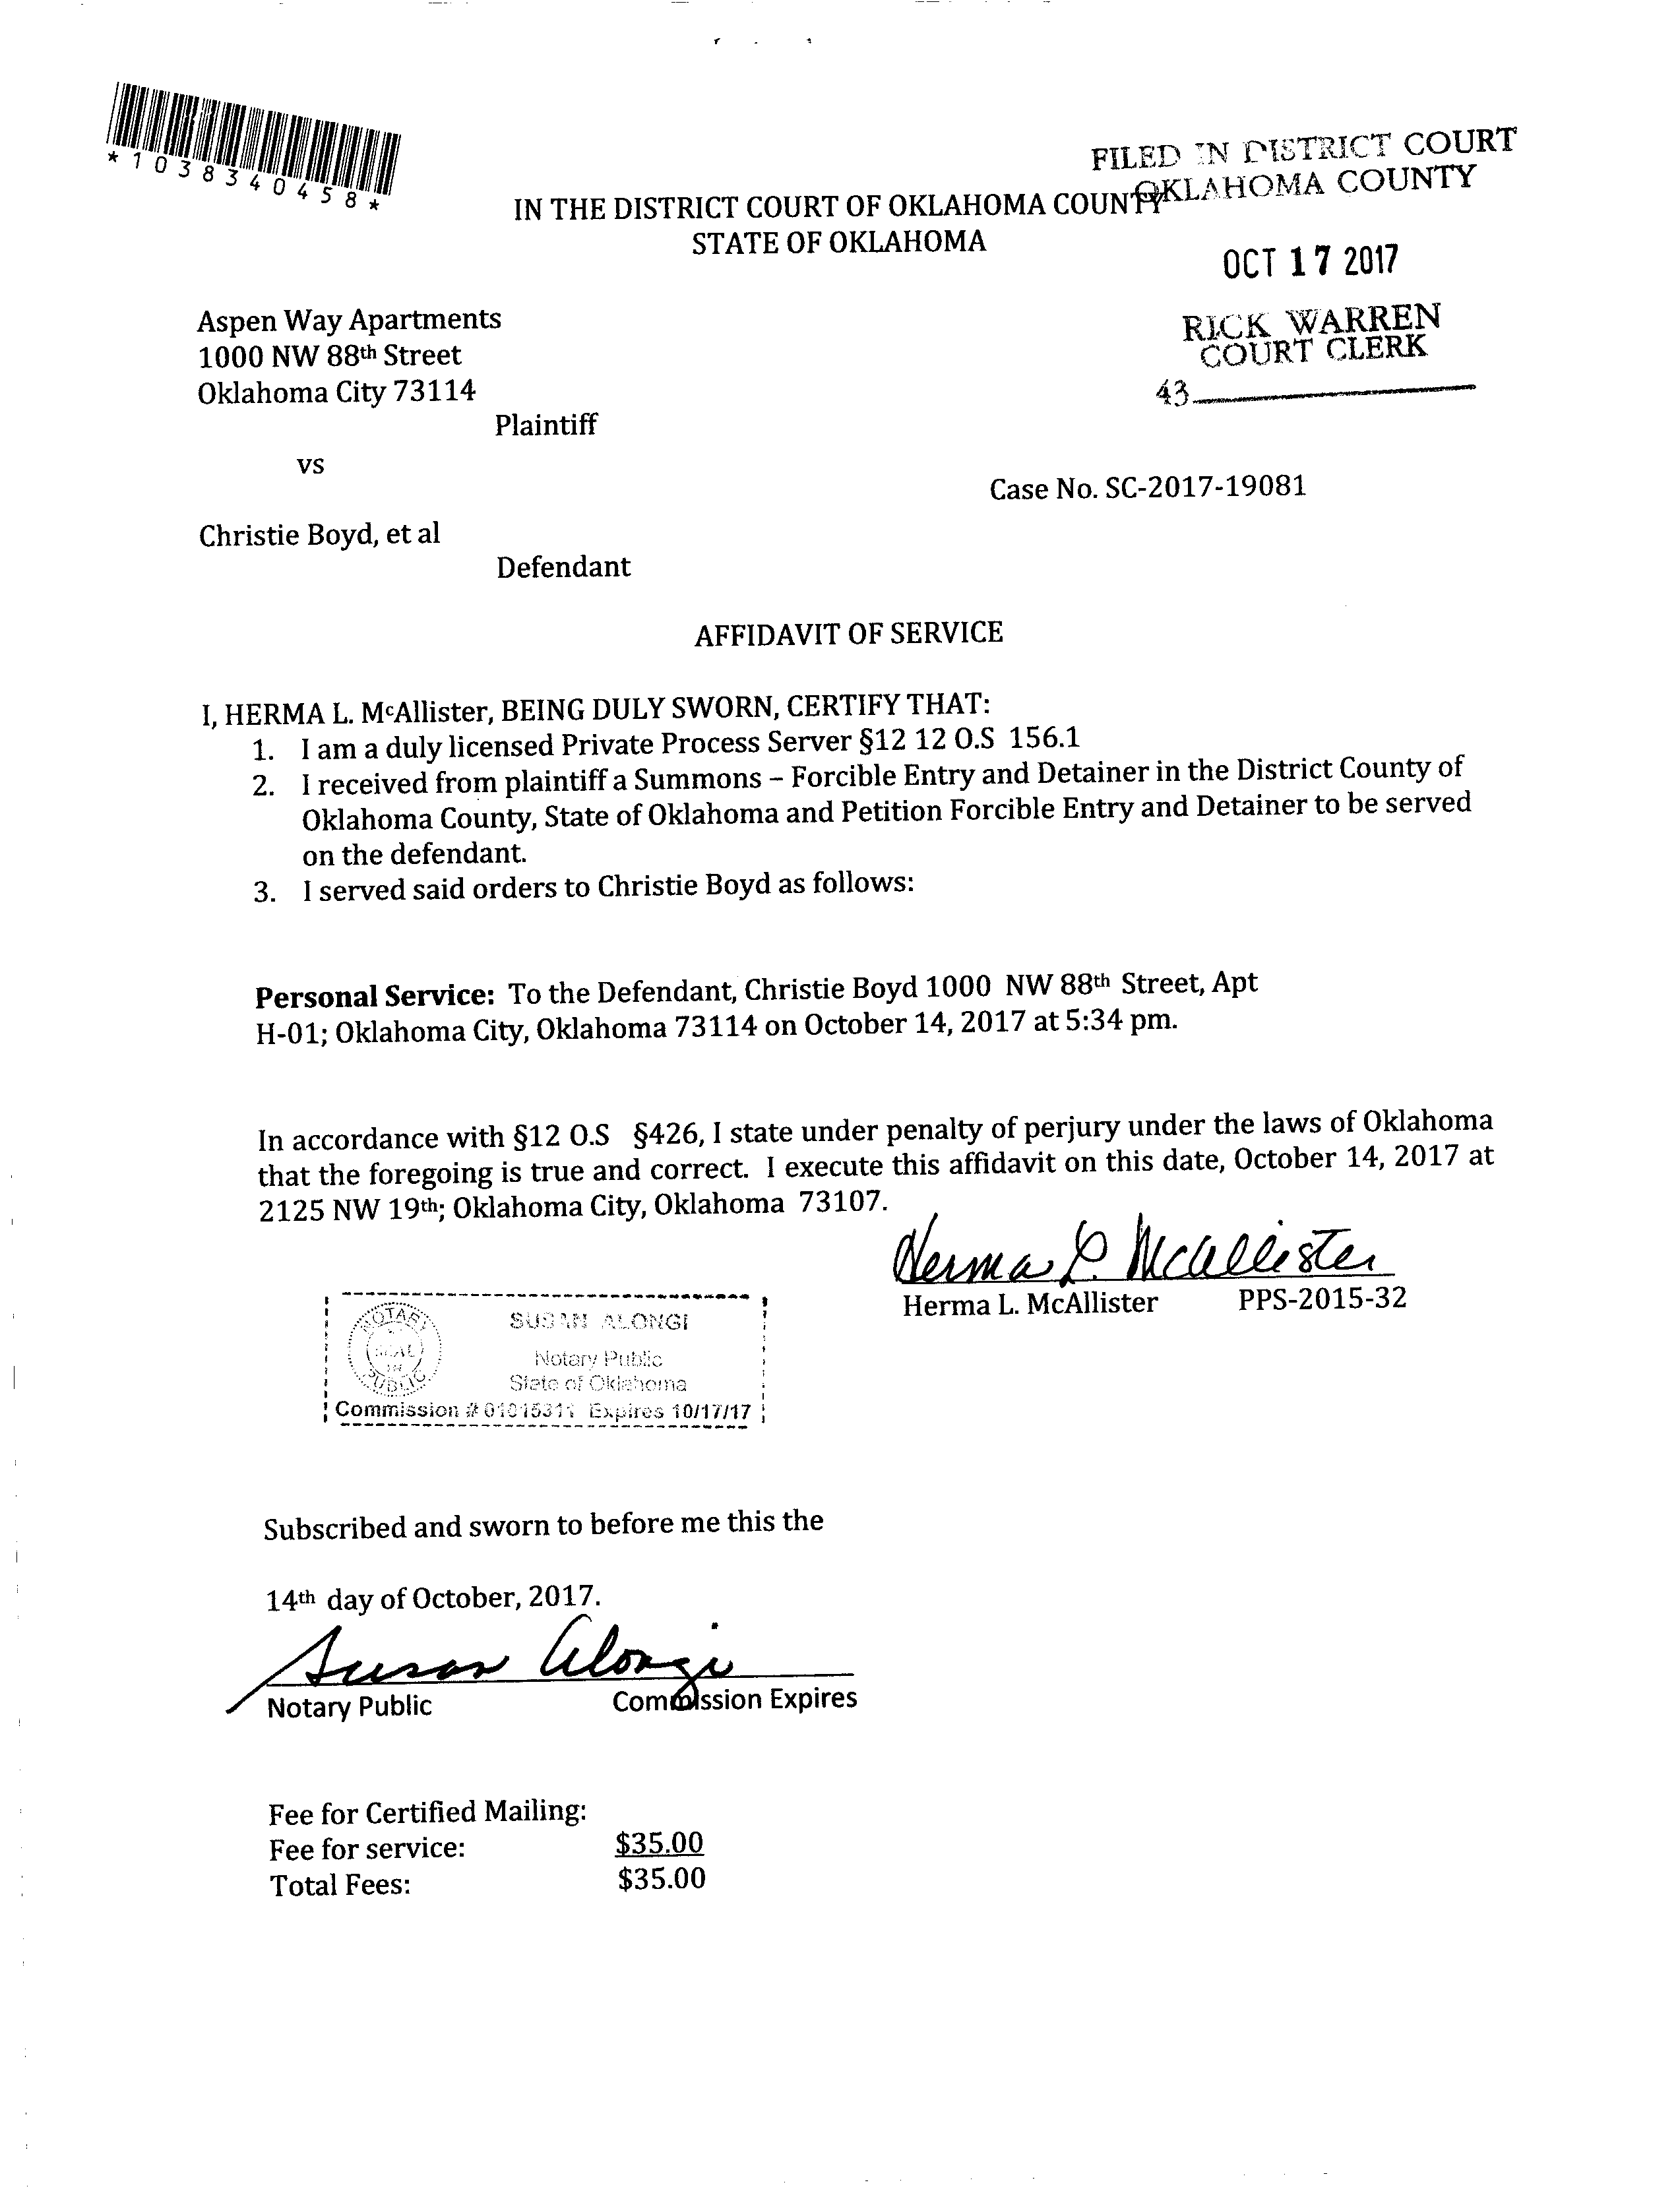 *1038340458*
FILED IN DISTRICT COURT
OKLAHOMA COUNTY
IN THE DISTRICT COURT OF OKLAHOMA COUNTY
STATE OF OKLAHOMA
OCT 17 2017
RICK WARREN
COURT CLERK
43
Aspen Way Apartments
1000 NW 88th Street
Oklahoma City 73114
Plaintiff
vs
Case No. SC-2017-19081
Christie Boyd, et al
Defendant
AFFIDAVIT OF SERVICE
I, HERMA L. McAllister, BEING DULY SWORN, CERTIFY THAT:
1. I am a duly licensed Private Process Server §12 12 O.S 156.1
2. I received from plaintiff a Summons – Forcible Entry and Detainer in the District County of
Oklahoma County, State of Oklahoma and Petition Forcible Entry and Detainer to be served
on the defendant.
3. I served said orders to Christie Boyd as follows:
Personal Service: To the Defendant, Christie Boyd 1000 NW 88th Street, Apt
H-01; Oklahoma City, Oklahoma 73114 on October 14, 2017 at 5:34 pm.
In accordance with §12 O.S §426, I state under penalty of perjury under the laws of Oklahoma
that the foregoing is true and correct. I execute this affidavit on this date, October 14, 2017 at
2125 NW 19th; Oklahoma City, Oklahoma 73107.
Herma L. McAllister
Herma L. McAllister PPS-2015-32
NOTARY
SEAL
IN
PUBLIC
SUSAN ALONGI
Notary Public
State of Oklahoma
Commission # Expires 10/17/17
Subscribed and sworn to before me this the
14th day of October, 2017.
Susan Alongi
Notary Public Commission Expires
Fee for Certified Mailing:
Fee for service: $35.00
Total Fees: $35.00